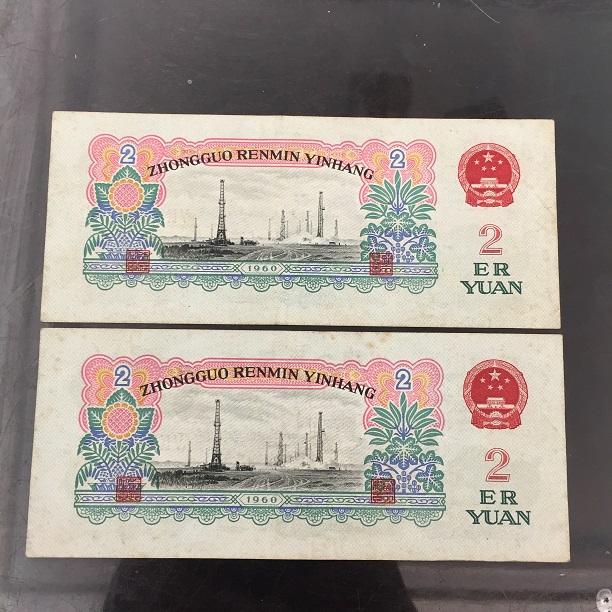 2 ZHONGGUO RENMIN YINHANG 2
2
ER
YUAN
1960
2 ZHONGGUO RENMIN YINHANG 2
2
ER
YUAN
1960